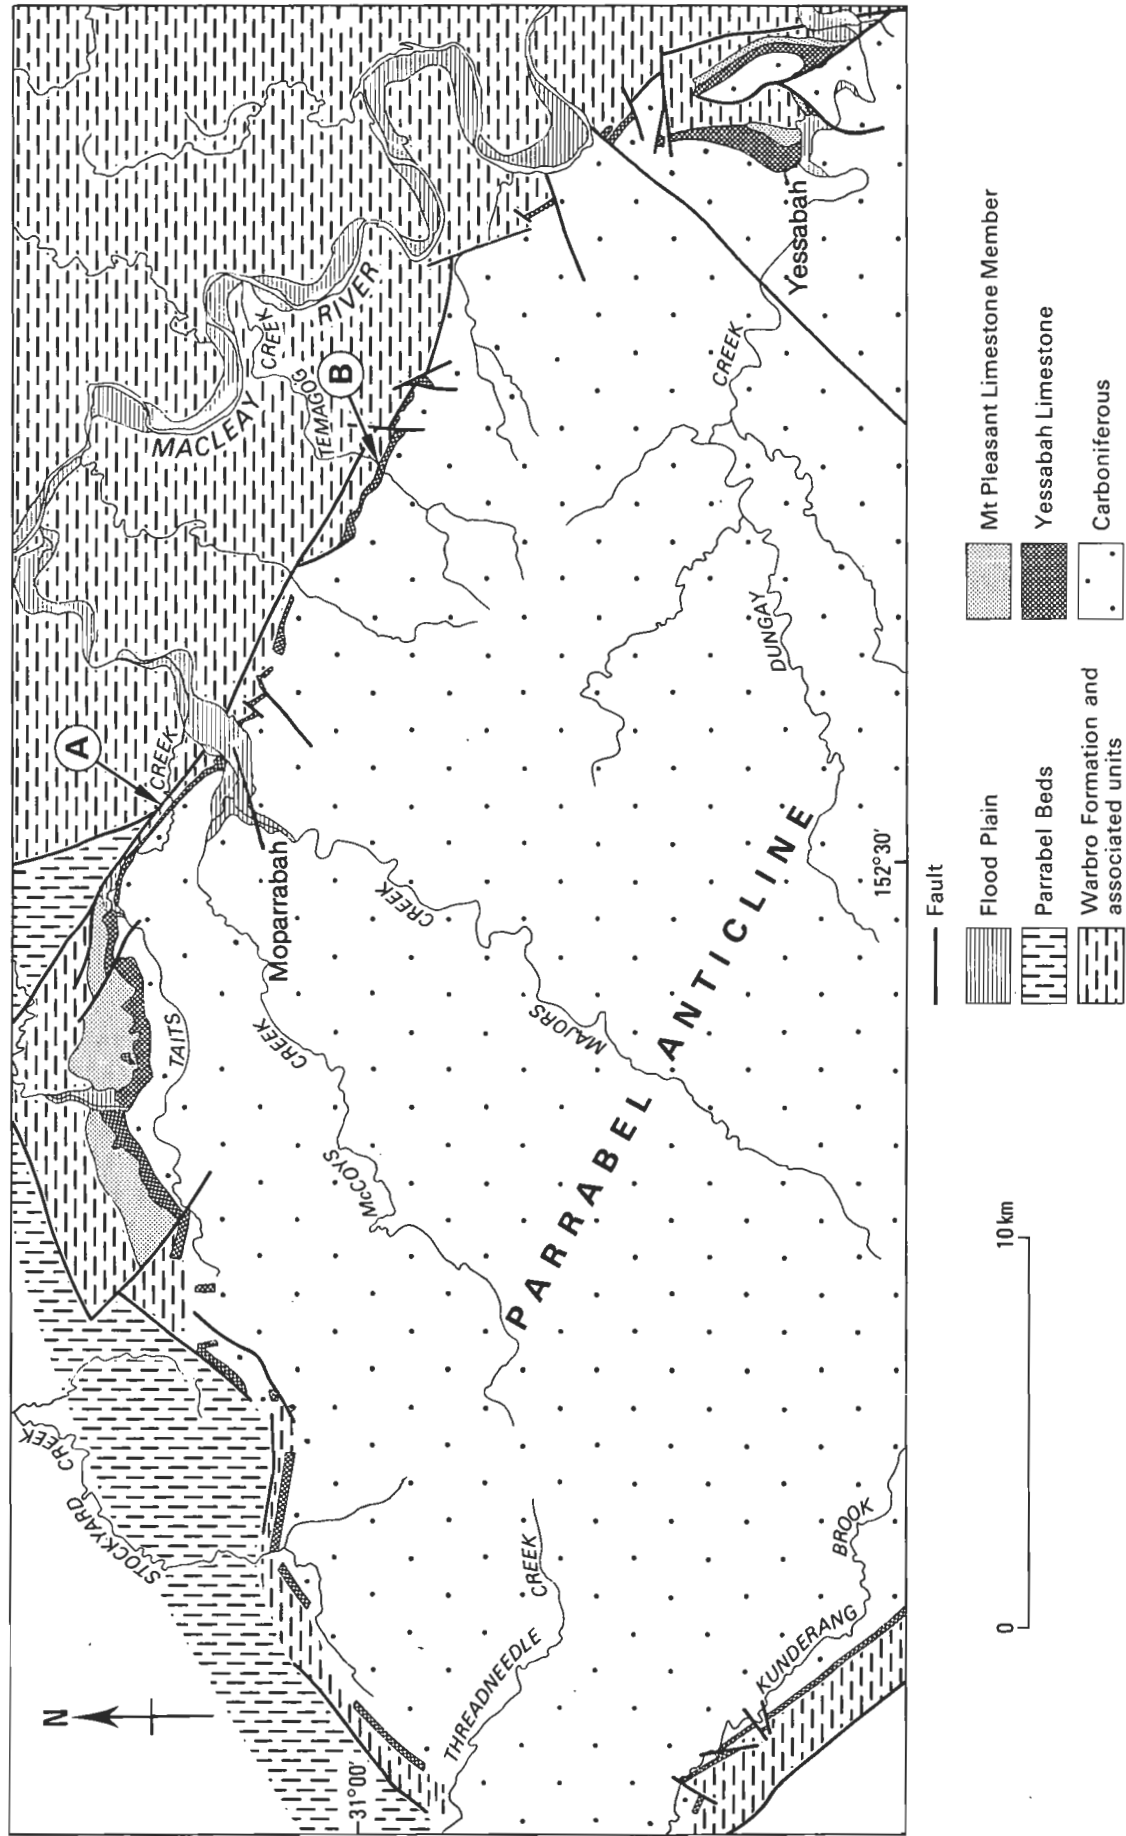 N
31°00'
STOCKYARD
CREEK
TAITS
CREEK
A
MACLEAY
RIVER
TEMAGOG
CREEK
B
Moparrabah
McCOYS
CREEK
MAJORS
CREEK
PARRABEL ANTICLINE
THREADNEEDLE
CREEK
KUNDERANG
BROOK
DUNGAY
CREEK
Yessabah
152°30'
0
10 km
Fault
Flood Plain
Parrabel Beds
Warbro Formation and
associated units
Mt Pleasant Limestone Member
Yessabah Limestone
Carboniferous